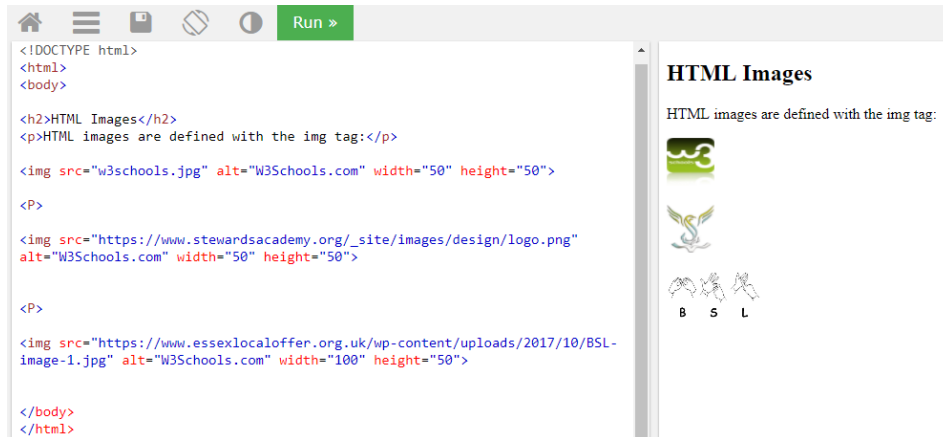 Run »
<!DOCTYPE html>
<html>
<body>
<h2>HTML Images</h2>
<p>HTML images are defined with the img tag:</p>
<img src="w3schools.jpg" alt="W3Schools.com" width="50" height="50">
<P>
<img src="https://www.stewardsacademy.org/_site/images/design/logo.png"
alt="W3Schools.com" width="50" height="50">
<P>
<img src="https://www.essexlocaloffer.org.uk/wp-content/uploads/2017/10/BSL-
image-1.jpg" alt="W3Schools.com" width="100" height="50">
</body>
</html>
HTML Images
HTML images are defined with the img tag:
w3
B S L